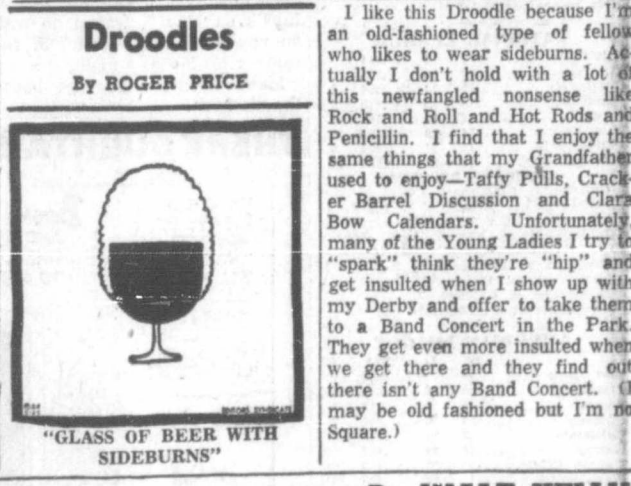 Droodles
By ROGER PRICE
"GLASS OF BEER WITH
SIDEBURNS"
I like this Droodle because I'm
an old-fashioned type of fellow
who likes to wear sideburns. Ac-
tually I don't hold with a lot of
this newfangled nonsense like
Rock and Roll and Hot Rods and
Penicillin. I find that I enjoy the
same things that my Grandfather
used to enjoy—Taffy Pulls, Crack-
er Barrel Discussion and Clara
Bow Calendars. Unfortunately,
many of the Young Ladies I try to
"spark" think they're "hip" and
get insulted when I show up with
my Derby and offer to take them
to a Band Concert in the Park.
They get even more insulted when
we get there and they find out
there isn't any Band Concert. (I
may be old fashioned but I'm no
Square.)